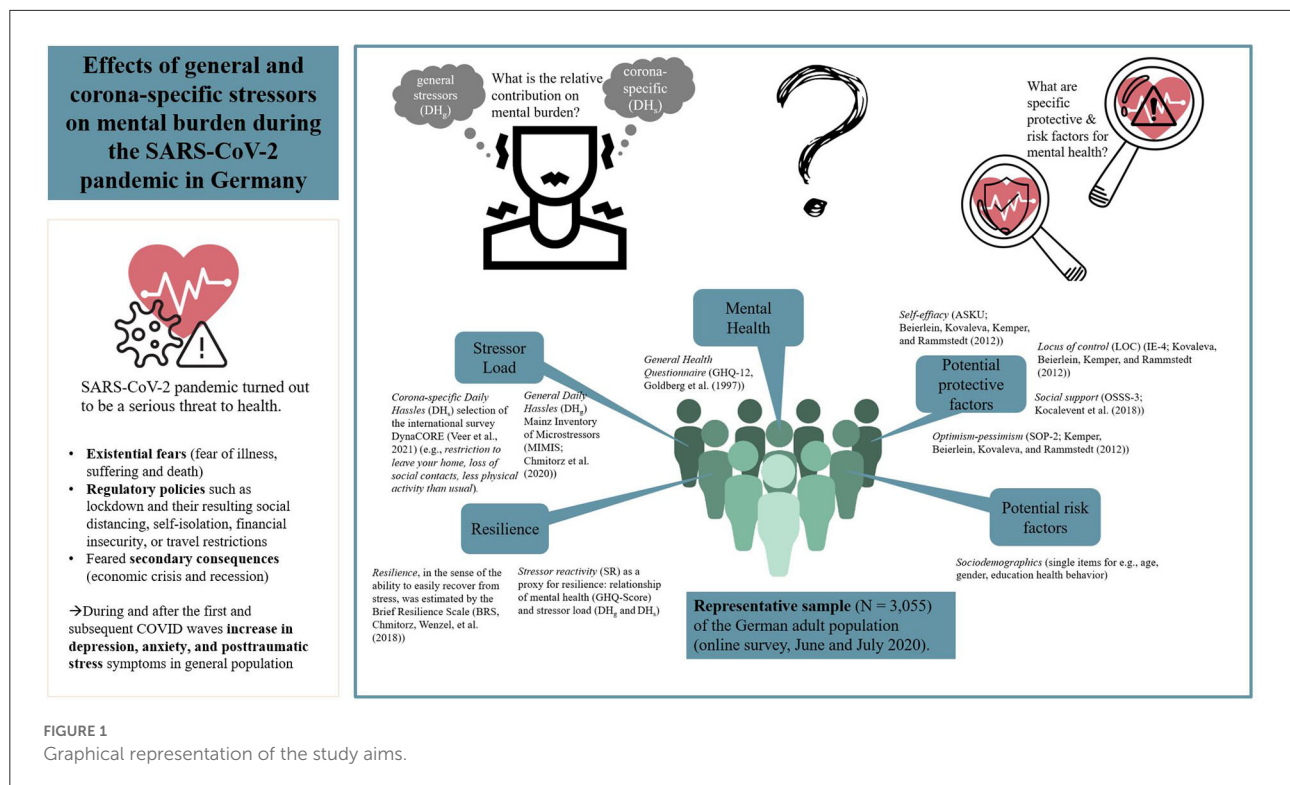 Effects of general and
corona-specific stressors
on mental burden during
the SARS-CoV-2
pandemic in Germany
SARS-CoV-2 pandemic turned out
to be a serious threat to health.
• Existential fears (fear of illness,
suffering and death)
• Regulatory policies such as
lockdown and their resulting social
distancing, self-isolation, financial
insecurity, or travel restrictions
• Feared secondary consequences
(economic crisis and recession)
→During and after the first and
subsequent COVID waves increase in
depression, anxiety, and posttraumatic
stress symptoms in general population
general
stressors
(DHg)
What is the relative
contribution on
mental burden?
corona-
specific
(DHs)
?
What are
specific
protective &
risk factors for
mental health?
Stressor
Load
Corona-specific Daily
Hassles (DHs) selection of
the international survey
DynaCORE (Veer et al.,
2021) (e.g., restriction to
leave your home, loss of
social contacts, less physical
activity than usual).
General Daily
Hassles (DHg)
Mainz Inventory
of Microstressors
(MIMIS;
Chmitorz et al.
(2020))
Mental
Health
General Health
Questionnaire (GHQ-12,
Goldberg et al. (1997))
Self-effiacy (ASKU;
Beierlein, Kovaleva, Kemper,
and Rammstedt (2012))
Potential
protective
factors
Locus of control (LOC) (IE-4; Kovaleva,
Beierlein, Kemper, and Rammstedt
(2012))
Social support (OSSS-3;
Kocalevent et al. (2018)
Optimism-pessimism (SOP-2; Kemper,
Beierlein, Kovaleva, and Rammstedt (2012))
Resilience
Resilience, in the sense of the
ability to easily recover from
stress, was estimated by the
Brief Resilience Scale (BRS,
Chmitorz, Wenzel, et al.
(2018))
Stressor reactivity (SR) as a
proxy for resilience: relationship
of mental health (GHQ-Score)
and stressor load (DHg and DHs)
Potential risk
factors
Sociodemographics (single items for e.g., age,
gender, education health behavior)
Representative sample (N = 3,055)
of the German adult population
(online survey, June and July 2020).
FIGURE 1
Graphical representation of the study aims.